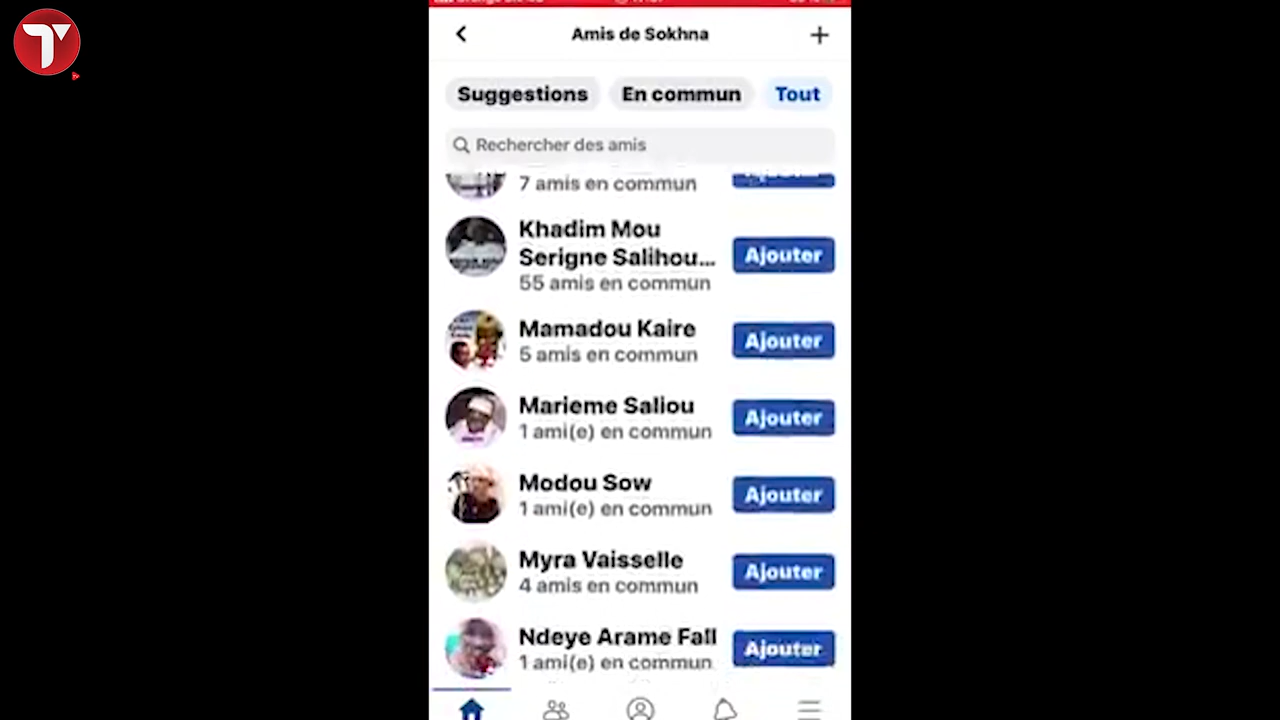 Amis de Sokhna
Suggestions
En commun
Tout
Rechercher des amis
7 amis en commun
Khadim Mou
Serigne Salihou...
55 amis en commun
Ajouter
Mamadou Kaire
5 amis en commun
Ajouter
Marieme Saliou
1 ami(e) en commun
Ajouter
Modou Sow
1 ami(e) en commun
Ajouter
Myra Vaisselle
4 amis en commun
Ajouter
Ndeye Arame Fall
1 ami(e) en commun
Ajouter